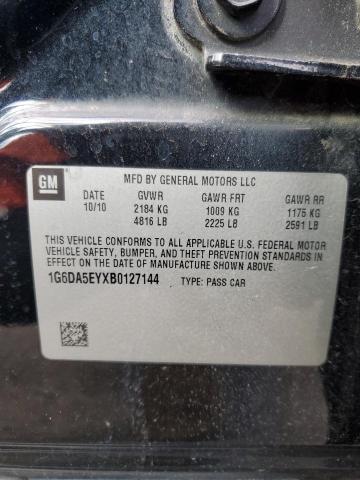 GM
MFD BY GENERAL MOTORS LLC
DATE GVWR GAWR FRT GAWR RR
10/10 2184 KG 1009 KG 1175 KG
4816 LB 2225 LB 2591 LB
THIS VEHICLE CONFORMS TO ALL APPLICABLE U.S. FEDERAL MOTOR
VEHICLE SAFETY, BUMPER, AND THEFT PREVENTION STANDARDS IN
EFFECT ON THE DATE OF MANUFACTURE SHOWN ABOVE.
1G6DA5EYXB0127144 TYPE: PASS CAR